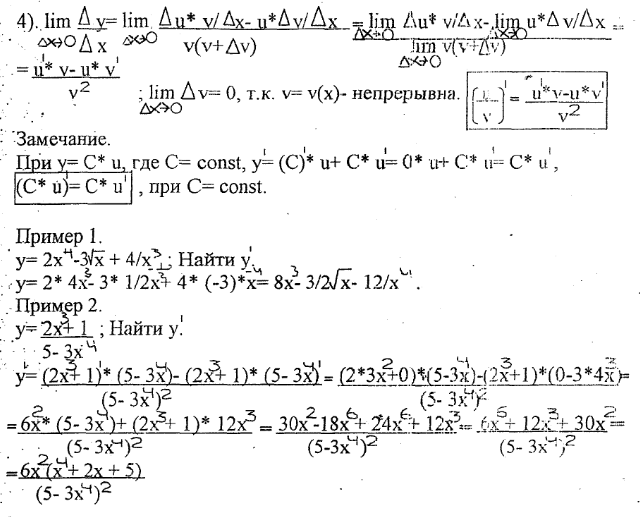 4). lim Δy = lim Δu* v/Δx- u*Δv/Δx = lim Δu* v/Δx- lim u*Δv/Δx =
Δx→0 Δx Δx→0 v(v+Δv) Δx→0 Δx→0 lim v(v+Δv) Δx→0
= u'* v- u* v'
v² ; lim Δv= 0, т.к. v= v(x)- непрерывна. (u/v)' = u'*v-u*v' / v²
Δx→0
Замечание.
При y= C* u, где C= const, y'= (C)'* u+ C* u'= 0* u+ C* u'= C* u' ,
(C* u)'= C* u' , при C= const.
Пример 1.
y= 2x⁴-3√x + 4/x³ ; Найти y'.
y'= 2* 4x³- 3* 1/2√x+ 4* (-3)*x⁻⁴= 8x³- 3/2√x- 12/x⁴ .
Пример 2.
y= 2x³+ 1 ; Найти y'.
5- 3x⁴
y'= (2x³+ 1)'* (5- 3x⁴)- (2x³+ 1)* (5- 3x⁴)' = (2*3x²+0)*(5-3x⁴)-(2x³+1)*(0-3*4x³)=
(5- 3x⁴)² (5- 3x⁴)²
=6x²* (5- 3x⁴)+ (2x³+ 1)* 12x³ = 30x²-18x⁶+ 24x⁶+ 12x³= 6x⁶+ 12x³+ 30x² =
(5- 3x⁴)² (5-3x⁴)² (5- 3x⁴)²
=6x²(x⁴+ 2x + 5)
(5- 3x⁴)²